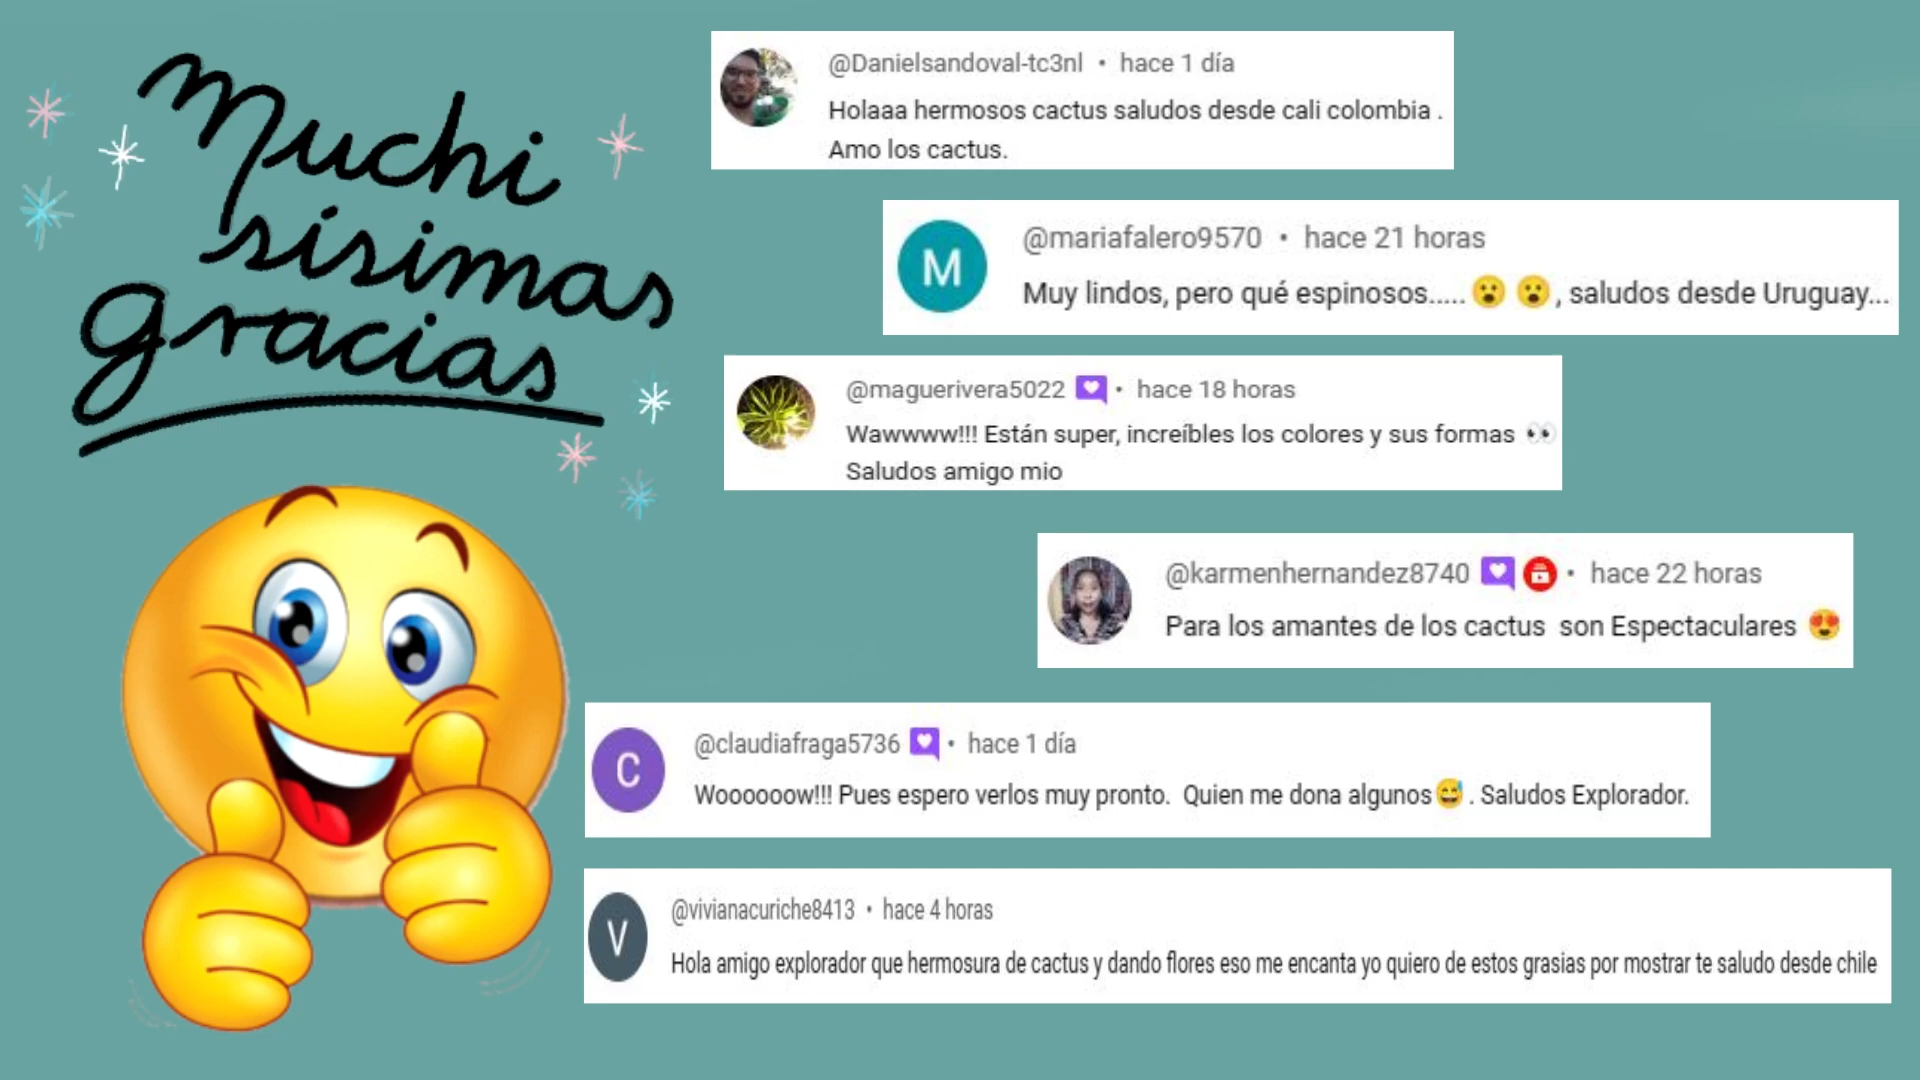 Muchi
sísimas
gracias
@Danielsandoval-tc3nl • hace 1 día
Holaaa hermosos cactus saludos desde cali colombia .
Amo los cactus.
M
@mariafalero9570 • hace 21 horas
Muy lindos, pero qué espinosos.....😮 😮, saludos desde Uruguay...
@maguerivera5022 • hace 18 horas
Wawwww!!! Están super, increíbles los colores y sus formas 👀
Saludos amigo mio
@karmenhernandez8740 • hace 22 horas
Para los amantes de los cactus son Espectaculares 😍
C
@claudiafraga5736 • hace 1 día
Woooooow!!! Pues espero verlos muy pronto. Quien me dona algunos😅. Saludos Explorador.
V
@vivianacuriche8413 • hace 4 horas
Hola amigo explorador que hermosura de cactus y dando flores eso me encanta yo quiero de estos grasias por mostrar te saludo desde chile